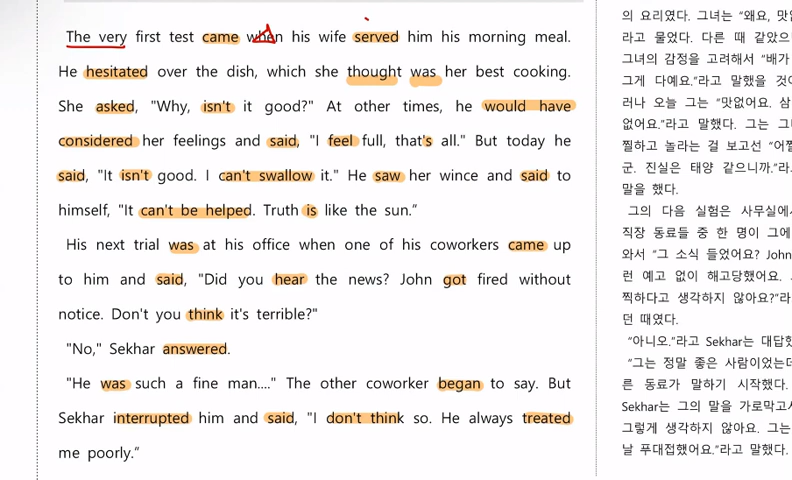 The very first test came when his wife served him his morning meal.
He hesitated over the dish, which she thought was her best cooking.
She asked, "Why, isn't it good?" At other times, he would have
considered her feelings and said, "I feel full, that's all." But today he
said, "It isn't good. I can't swallow it." He saw her wince and said to
himself, "It can't be helped. Truth is like the sun."
His next trial was at his office when one of his coworkers came up
to him and said, "Did you hear the news? John got fired without
notice. Don't you think it's terrible?"
"No," Sekhar answered.
"He was such a fine man...." The other coworker began to say. But
Sekhar interrupted him and said, "I don't think so. He always treated
me poorly."
의 요리였다. 그녀는 "왜요,
라고 물었다. 다른 때 같았으
그녀의 감정을 고려해서 "배가
그게 다예요."라고 말했을 것이
러나 오늘 그는 "맛없어요.
없어요."라고 말했다. 그는
찔하고 놀라는 걸 보고선
군. 진실은 태양 같으니까."라
말을 했다.
그의 다음 실험은 사무실에서
직장 동료들 중 한 명이 그에
와서 "그 소식 들었어요? John
런 예고 없이 해고당했어요.
찍하다고 생각하지 않아요?"라
던 때였다.
"아니오."라고 Sekhar는 대답했
"그는 정말 좋은 사람이었는데
른 동료가 말하기 시작했다.
Sekhar는 그의 말을 가로막고
그렇게 생각하지 않아요. 그는
날 푸대접했어요."라고 말했다.